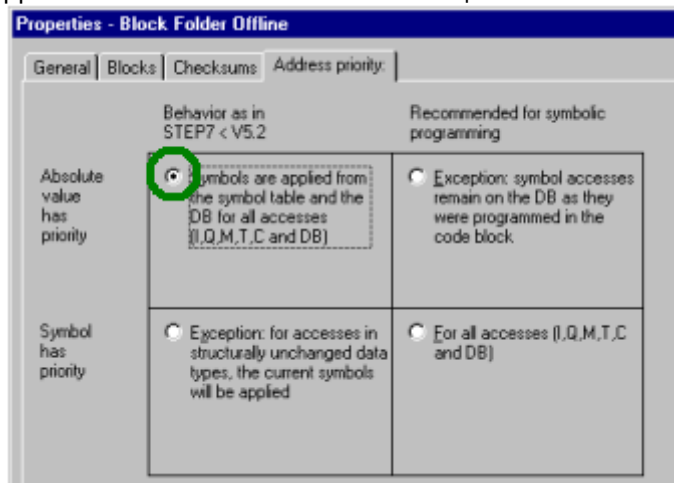 Properties - Block Folder Offline
General Blocks Checksums Address priority:
Behavior as in
STEP7 < V5.2
Recommended for symbolic
programming
Absolute
value
has
priority
Symbols are applied from
the symbol table and the
DB for all accesses
(I,Q,M,T,C and DB)
Exception: symbol accesses
remain on the DB as they
were programmed in the
code block
Symbol
has
priority
Exception: for accesses in
structurally unchanged data
types, the current symbols
will be applied
For all accesses (I,Q,M,T,C
and DB)